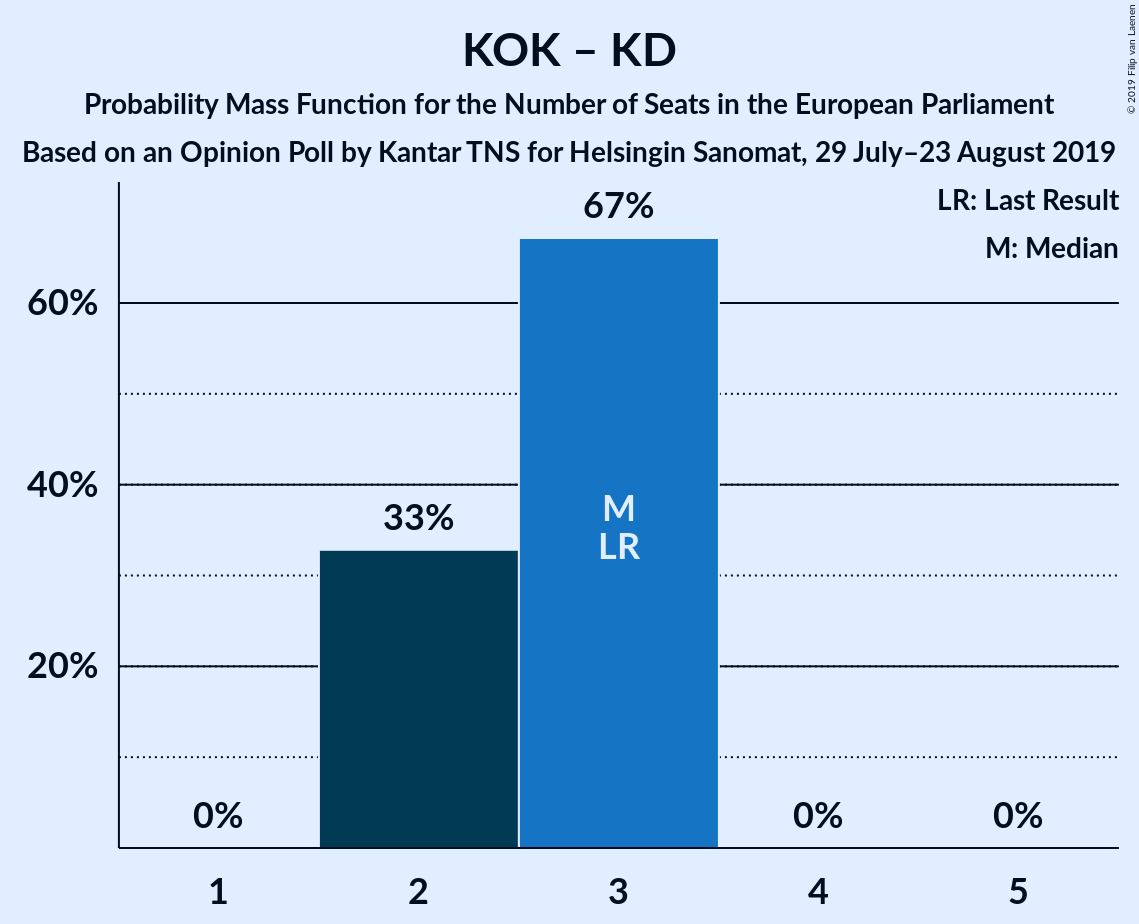 KOK – KD
Probability Mass Function for the Number of Seats in the European Parliament
Based on an Opinion Poll by Kantar TNS for Helsingin Sanomat, 29 July–23 August 2019
© 2019 Filip van Laenen
LR: Last Result
M: Median
67%
60%
40%
33%
M
LR
20%
0%
0%
0%
1
2
3
4
5